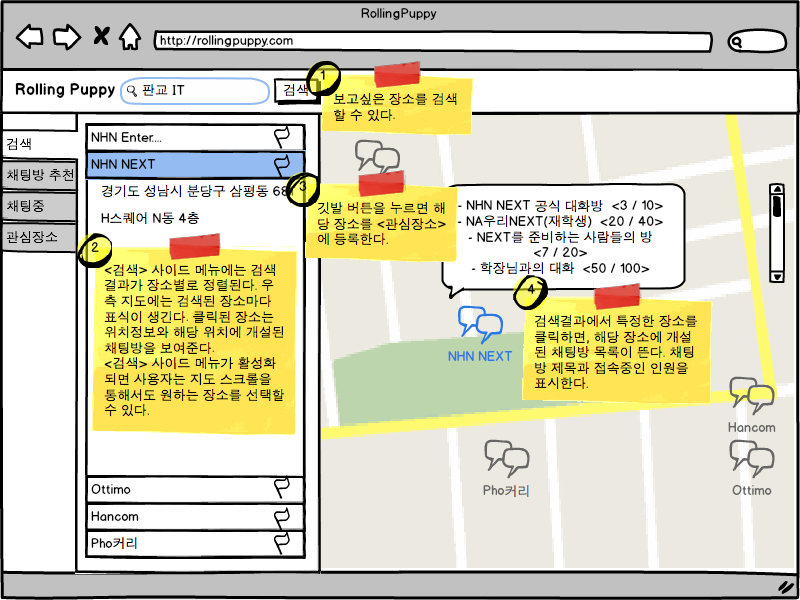 RollingPuppy
http://rollingpuppy.com
Rolling Puppy
판교 IT
검색
1
보고싶은 장소를 검색
할 수 있다.
검색
채팅방 추천
채팅중
관심장소
NHN Enter....
NHN NEXT
경기도 성남시 분당구 삼평동 68
H스퀘어 N동 4층
2
<검색> 사이드 메뉴에는 검색
결과가 장소별로 정렬된다. 우
측 지도에는 검색된 장소마다
표식이 생긴다. 클릭된 장소는
위치정보와 해당 위치에 개설된
채팅방을 보여준다.
<검색> 사이드 메뉴가 활성화
되면 사용자는 지도 스크롤을
통해서도 원하는 장소를 선택할
수 있다.
Ottimo
Hancom
Pho커리
3
깃발 버튼을 누르면 해
당 장소를 <관심장소>
에 등록한다.
- NHN NEXT 공식 대화방 <3 / 10>
- NA우리NEXT(재학생) <20 / 40>
- NEXT를 준비하는 사람들의 방
<7 / 20>
- 학장님과의 대화 <50 / 100>
NHN NEXT
4
검색결과에서 특정한 장소를
클릭하면, 해당 장소에 개설
된 채팅방 목록이 뜬다. 채팅
방 제목과 접속중인 인원을
표시한다.
Hancom
Pho커리
Ottimo